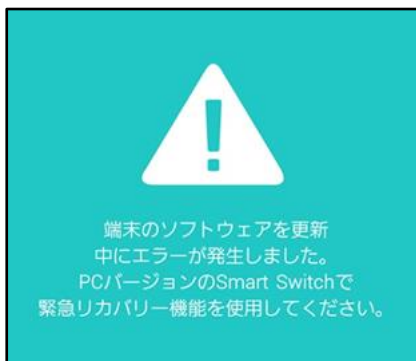 端末のソフトウェアを更新
中にエラーが発生しました。
PCバージョンのSmart Switchで
緊急リカバリー機能を使用してください。